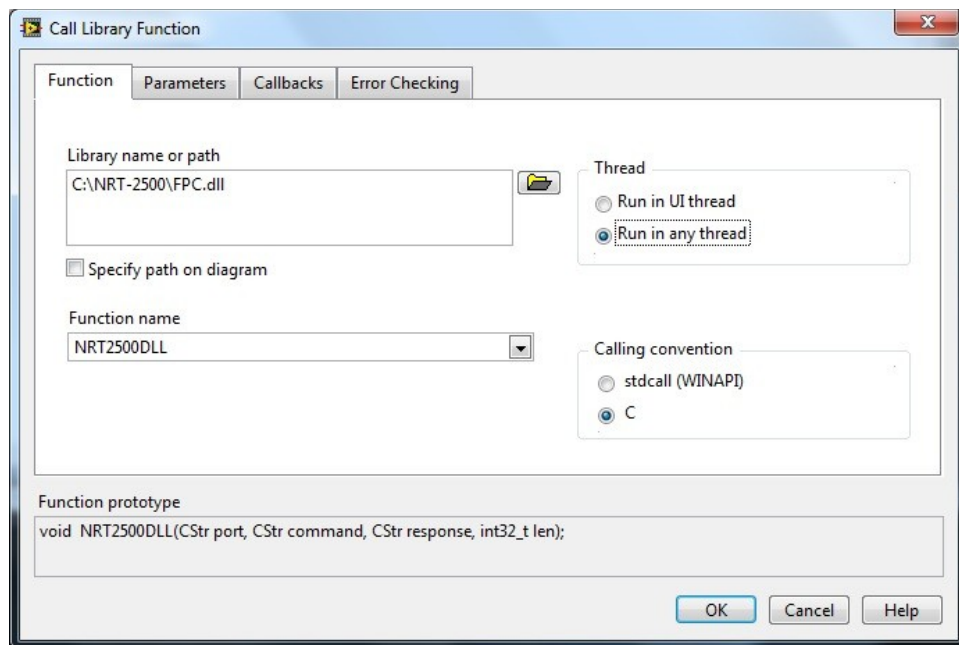 Call Library Function
Function Parameters Callbacks Error Checking
Library name or path
C:\NRT-2500\FPC.dll
Specify path on diagram
Function name
NRT2500DLL
Thread
Run in UI thread
Run in any thread
Calling convention
stdcall (WINAPI)
C
Function prototype
void NRT2500DLL(CStr port, CStr command, CStr response, int32_t len);
OK Cancel Help